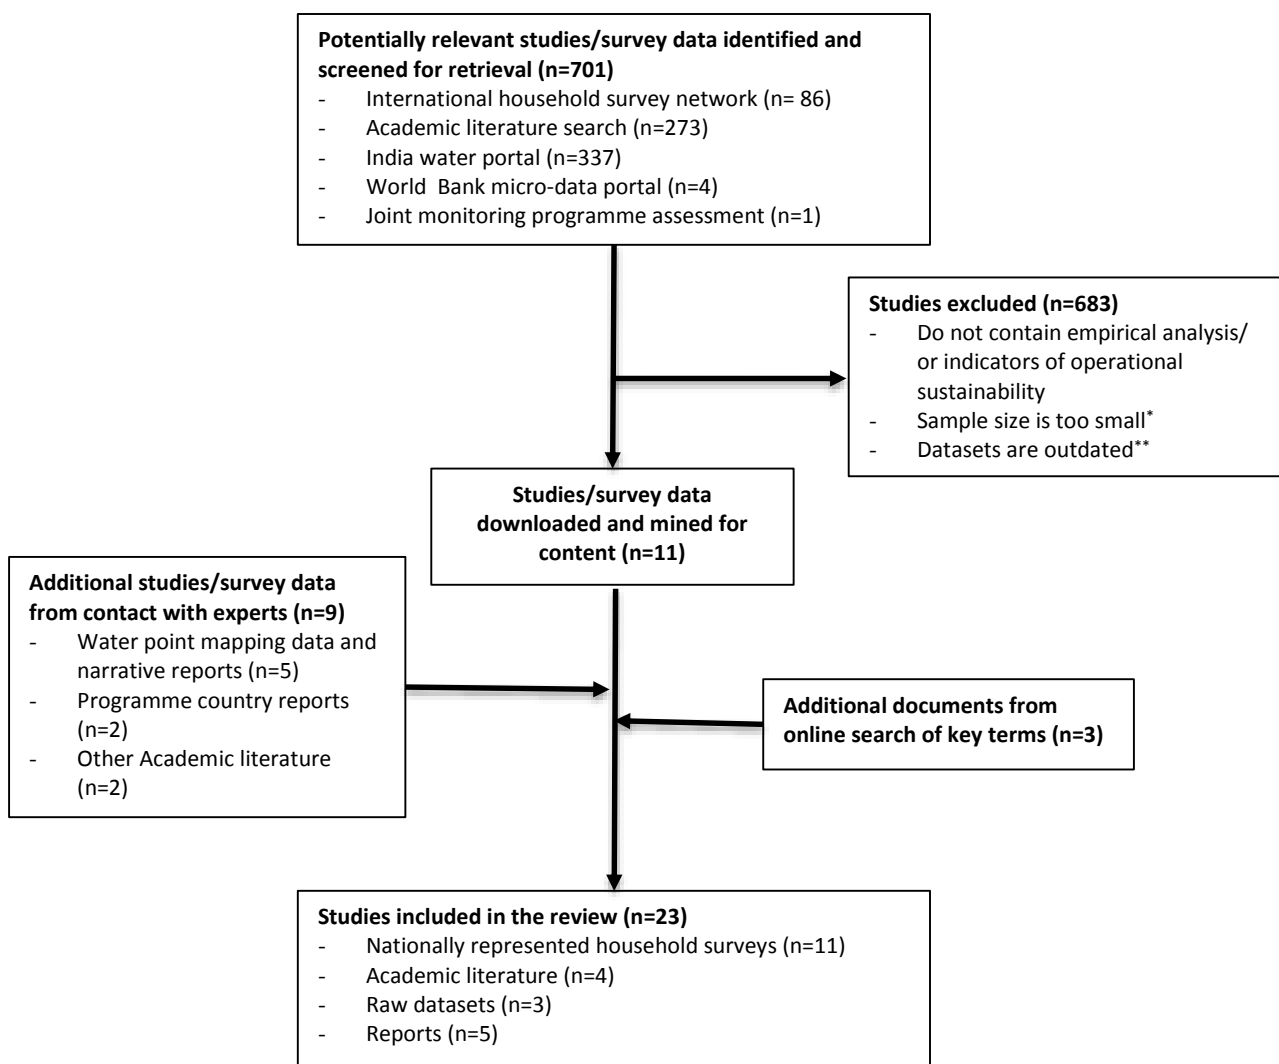 Potentially relevant studies/survey data identified and
screened for retrieval (n=701)
- International household survey network (n= 86)
- Academic literature search (n=273)
- India water portal (n=337)
- World  Bank micro-data portal (n=4)
- Joint monitoring programme assessment (n=1)
Studies excluded (n=683)
- Do not contain empirical analysis/
or indicators of operational
sustainability
- Sample size is too small*
- Datasets are outdated**
Studies/survey data
downloaded and mined for
content (n=11)
Additional studies/survey data
from contact with experts (n=9)
- Water point mapping data and
narrative reports (n=5)
- Programme country reports
(n=2)
- Other Academic literature
(n=2)
Additional documents from
online search of key terms (n=3)
Studies included in the review (n=23)
- Nationally represented household surveys (n=11)
- Academic literature (n=4)
- Raw datasets (n=3)
- Reports (n=5)